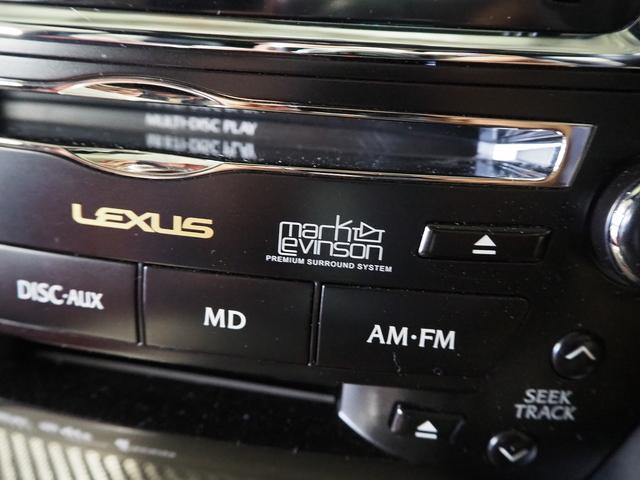 MULTI-DISC PLAY
LEXUS
mark
levinson
PREMIUM SURROUND SYSTEM
DISC·AUX
MD
AM·FM
SEEK
TRACK